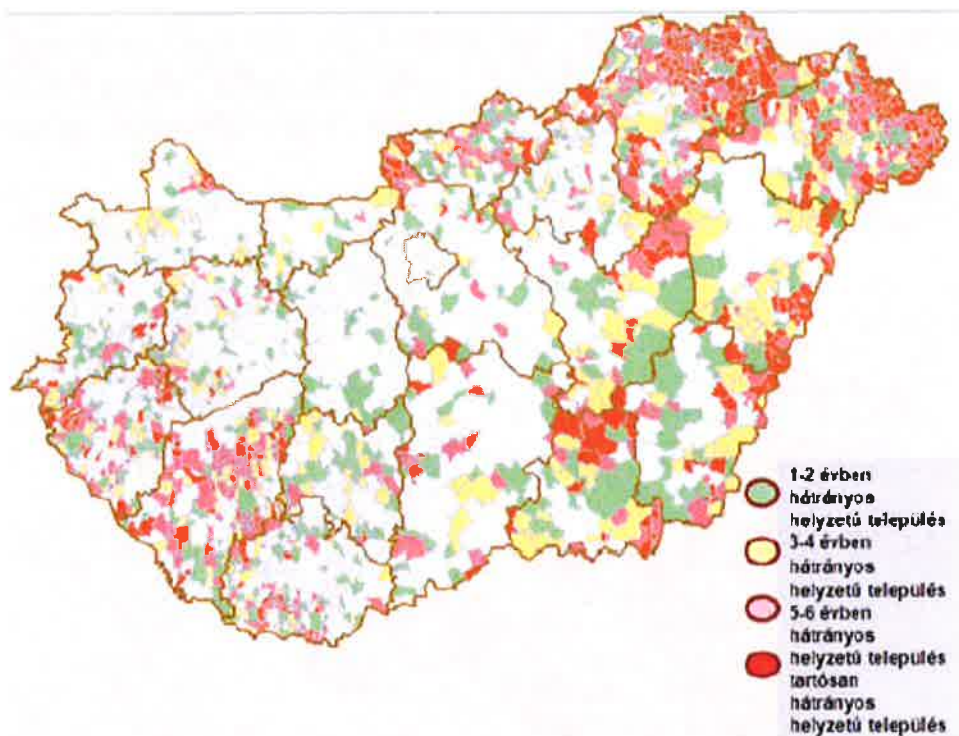 1-2 évben
hátrányos
helyzetű település
3-4 évben
hátrányos
helyzetű település
5-6 évben
hátrányos
helyzetű település
tartósan
hátrányos
helyzetű település